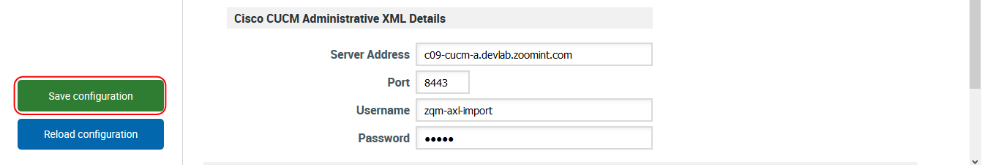 Cisco CUCM Administrative XML Details
Server Address c09-cucm-a.devlab.zoomint.com
Port 8443
Username zqm-axl-import
Password •••••
Save configuration
Reload configuration